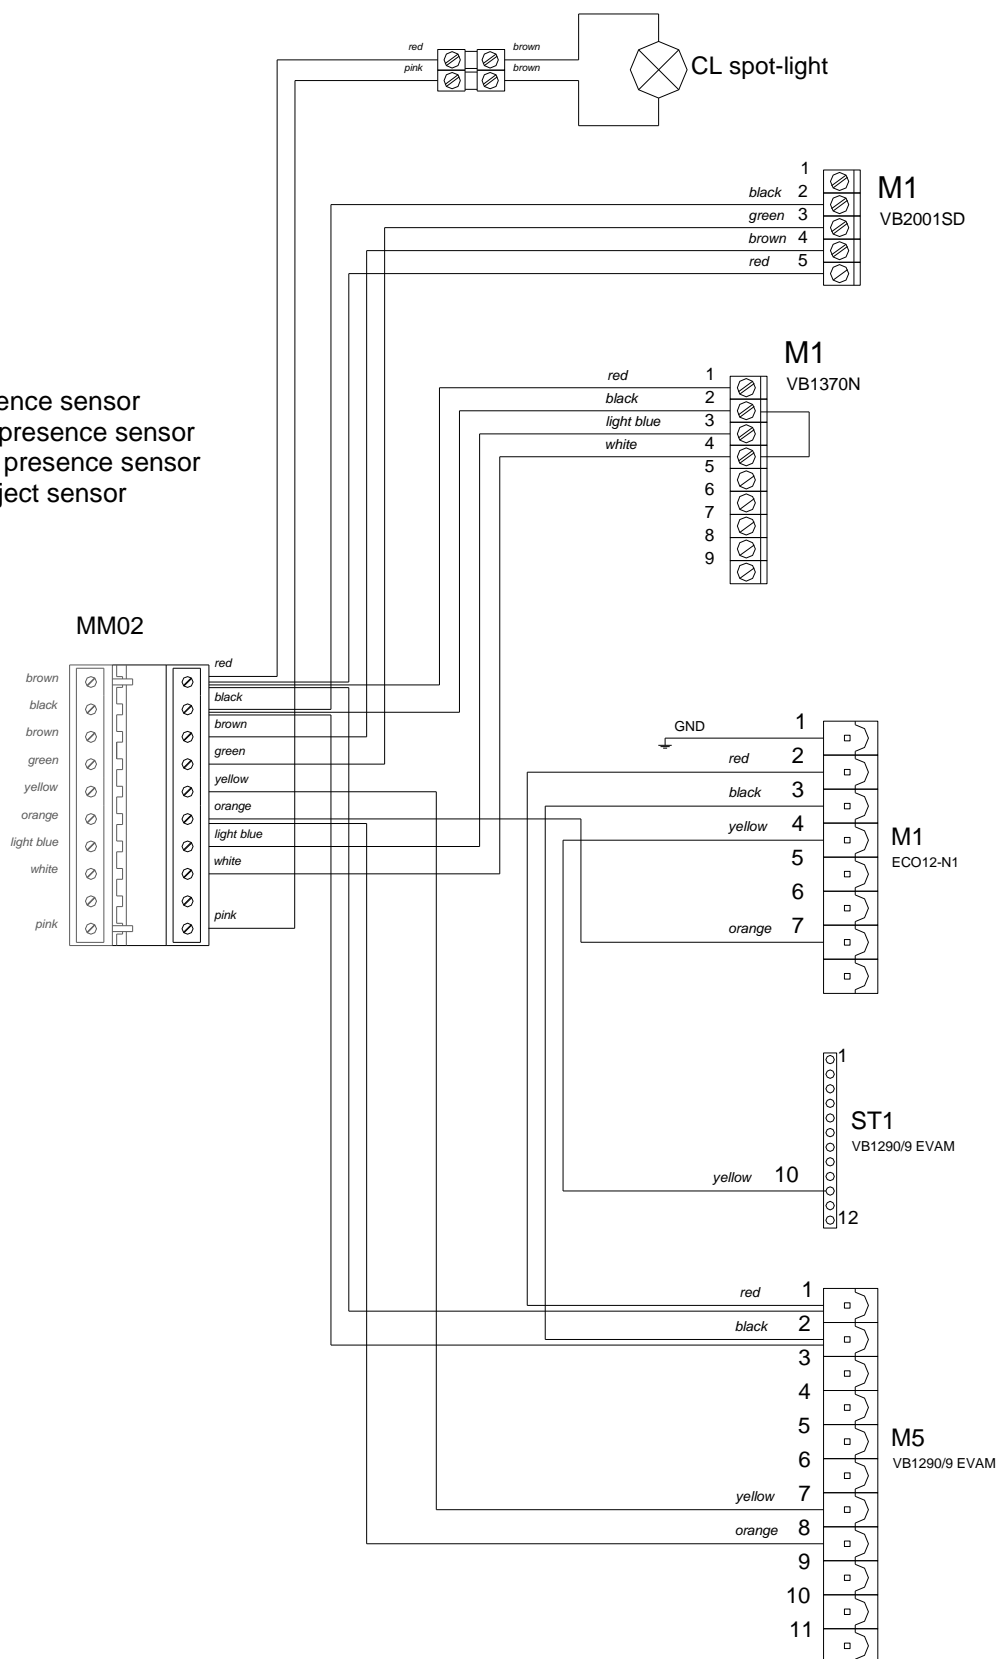 red
brown
pink
brown
CL spot-light
1
black 2
green 3
brown 4
red 5
M1
VB2001SD
M1
VB1370N
red 1
black 2
light blue 3
white 4
5
6
7
8
9
presence sensor
presence sensor
sensor
MM02
brown
black
brown
green
yellow
orange
light blue
white
pink
red
black
brown
green
yellow
orange
light blue
white
pink
GND 1
red 2
black 3
yellow 4
5
6
orange 7
M1
ECO12-N1
1
ST1
VB1290/9 EVAM
yellow 10
12
red 1
black 2
3
4
5
6
yellow 7
orange 8
9
10
11
M5
VB1290/9 EVAM